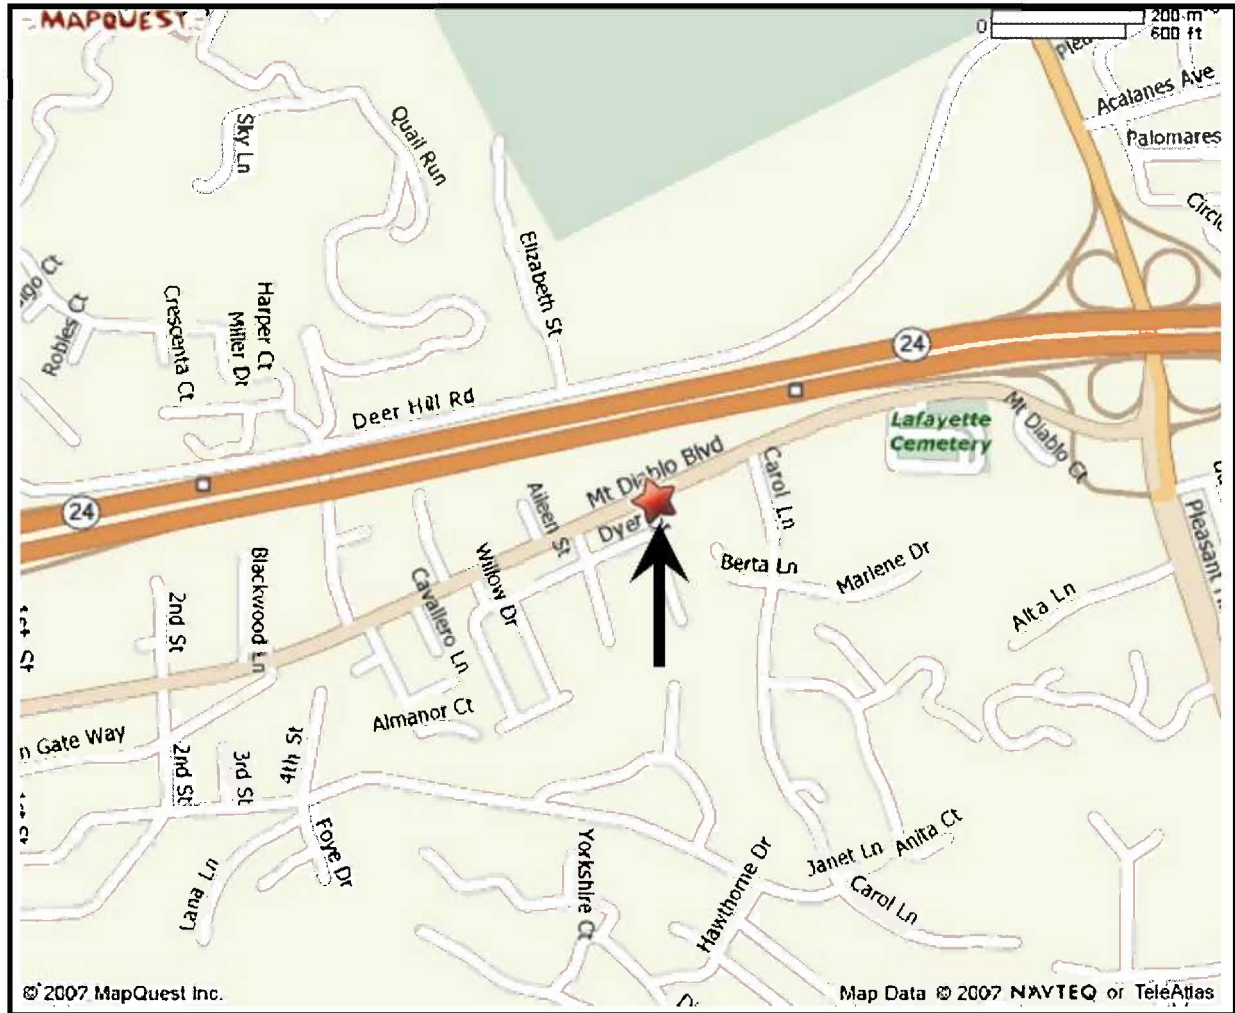 MAPQUEST
0
200 m
600 ft
Acalanes Ave
Palomares
Sky Ln
Quail Run
Elizabeth St
Robles Ct
Crescenta Ct
Miller Dr
Harper Ct
24
Deer Hill Rd
Lafayette
Cemetery
Mt Diablo Ct
Mt Diablo Blvd
Carol Ln
24
Aileen St
Dyer
Pleasant
Berta Ln
Marlene Dr
Blackwood Ln
Willow Dr
Cavallero Ln
2nd St
Alta Ln
Almanor Ct
n Gate Way
2nd St
3rd St
4th St
Foye Dr
Lana Ln
Yorkshire Ct
Hawthorne Dr
Janet Ln
Anita Ct
Carol Ln
© 2007 MapQuest Inc.
Map Data © 2007 NAVTEQ or TeleAtlas